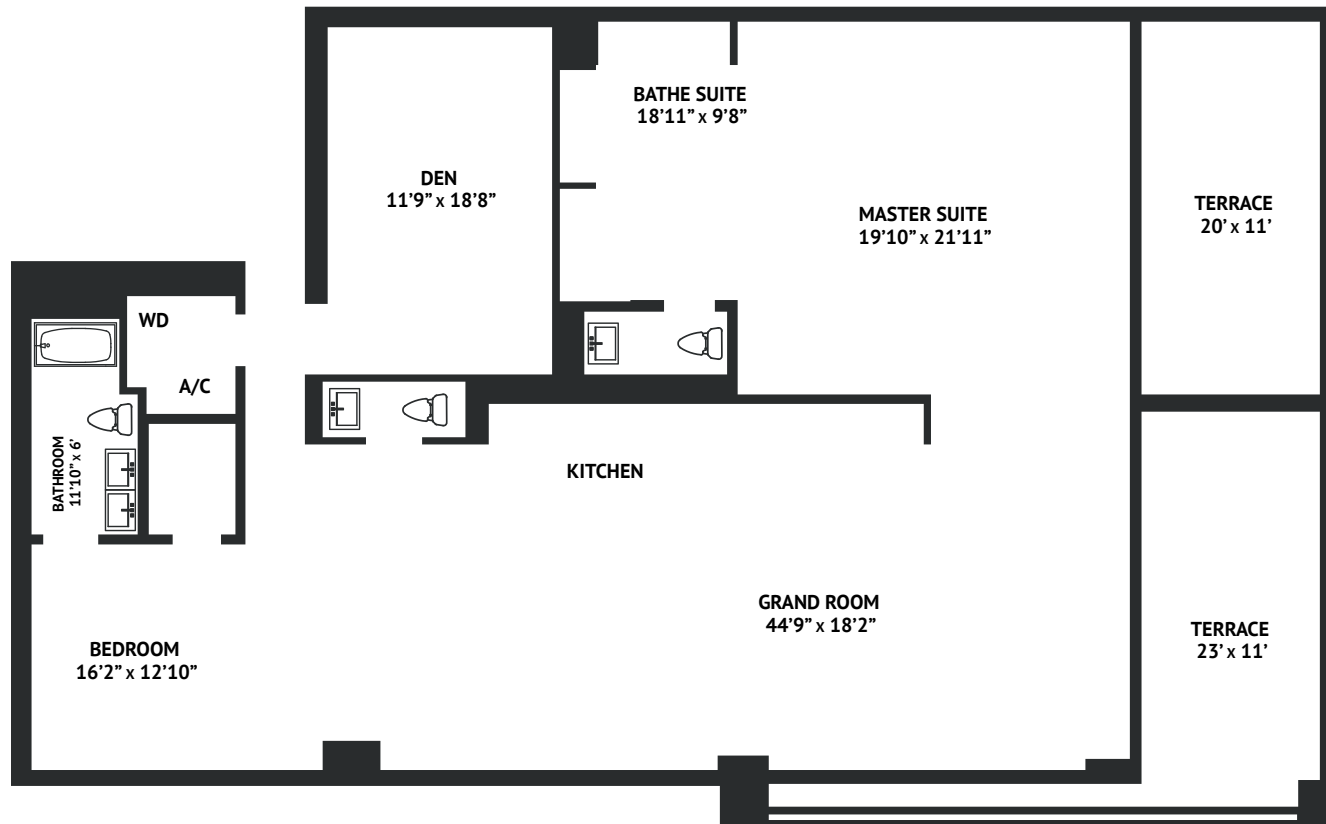 BATHE SUITE
18’11” x 9’8”
DEN
11’9” x 18’8”
MASTER SUITE
19’10” x 21’11”
TERRACE
20’ x 11’
WD
A/C
BATHROOM
11’10” x 6’
KITCHEN
GRAND ROOM
44’9” x 18’2”
TERRACE
23’ x 11’
BEDROOM
16’2” x 12’10”